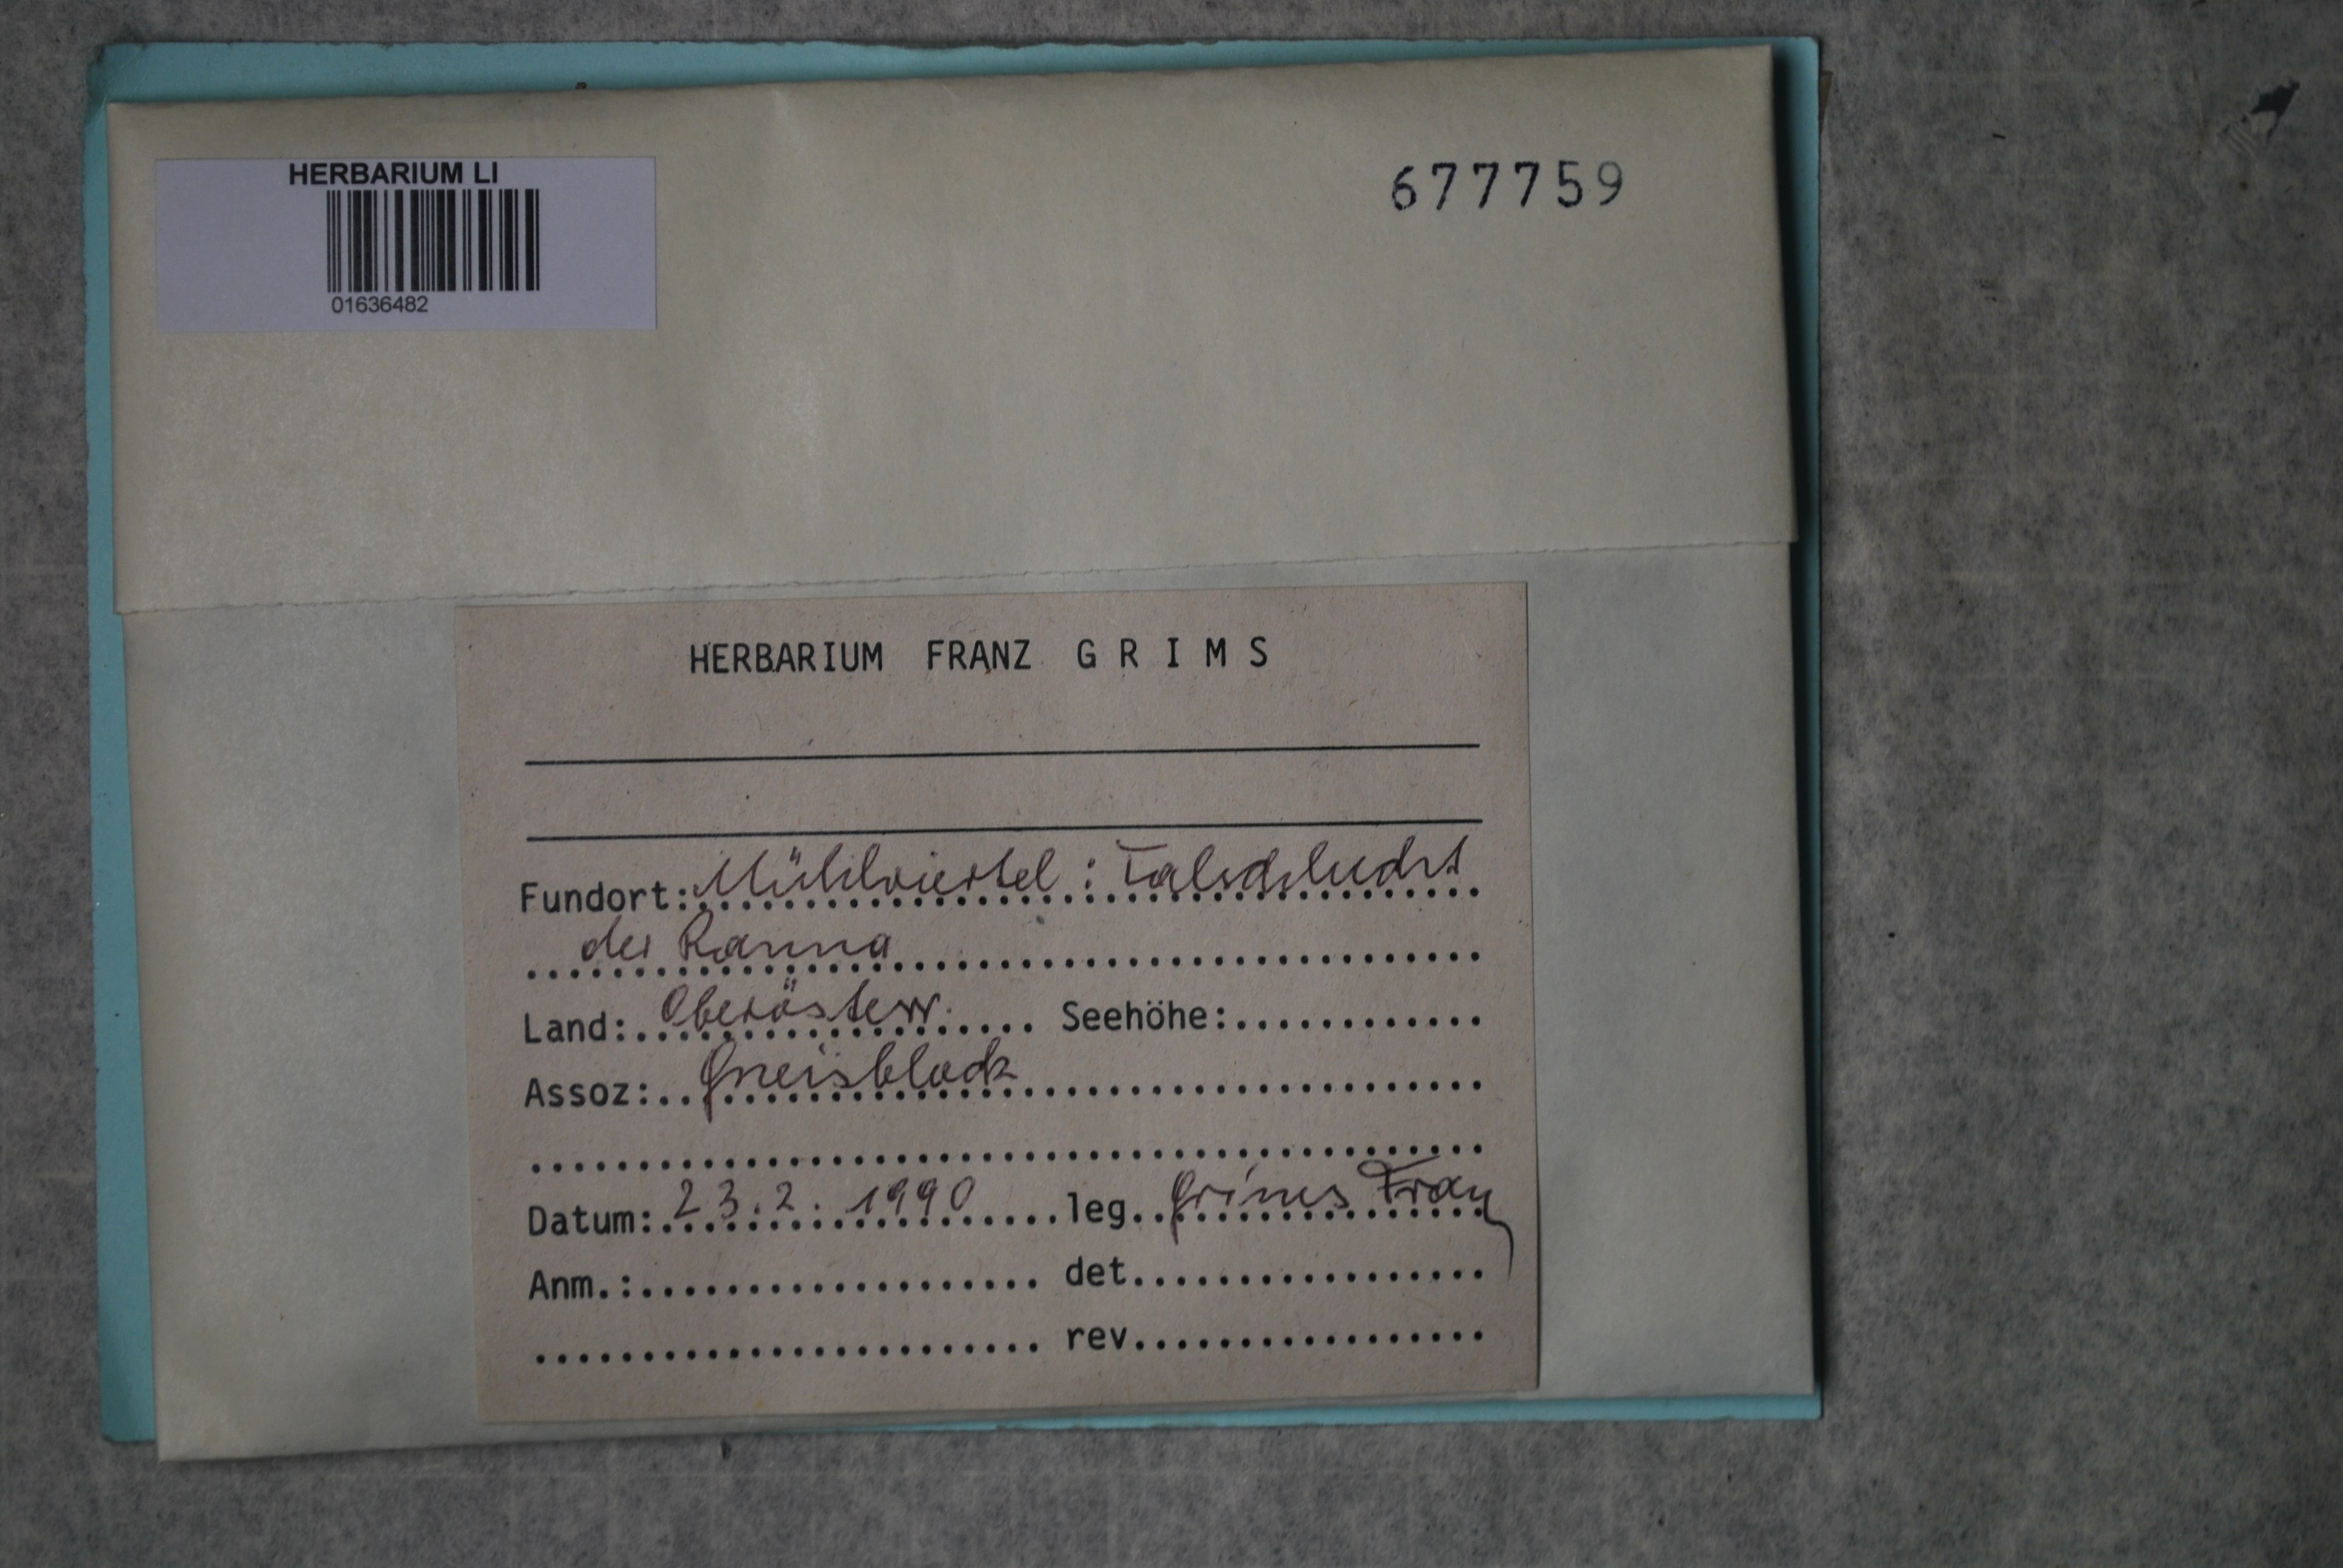 HERBARIUM LI
01636482
677759
HERBARIUM FRANZ GRIMS
Fundort: Mühlviertel: Talschlucht
der Ranna
Land: Oberösterr. Seehöhe:
Assoz: Gneisblock
Datum: 23.2.1990 leg. Grims Franz
Anm.: det.
rev.